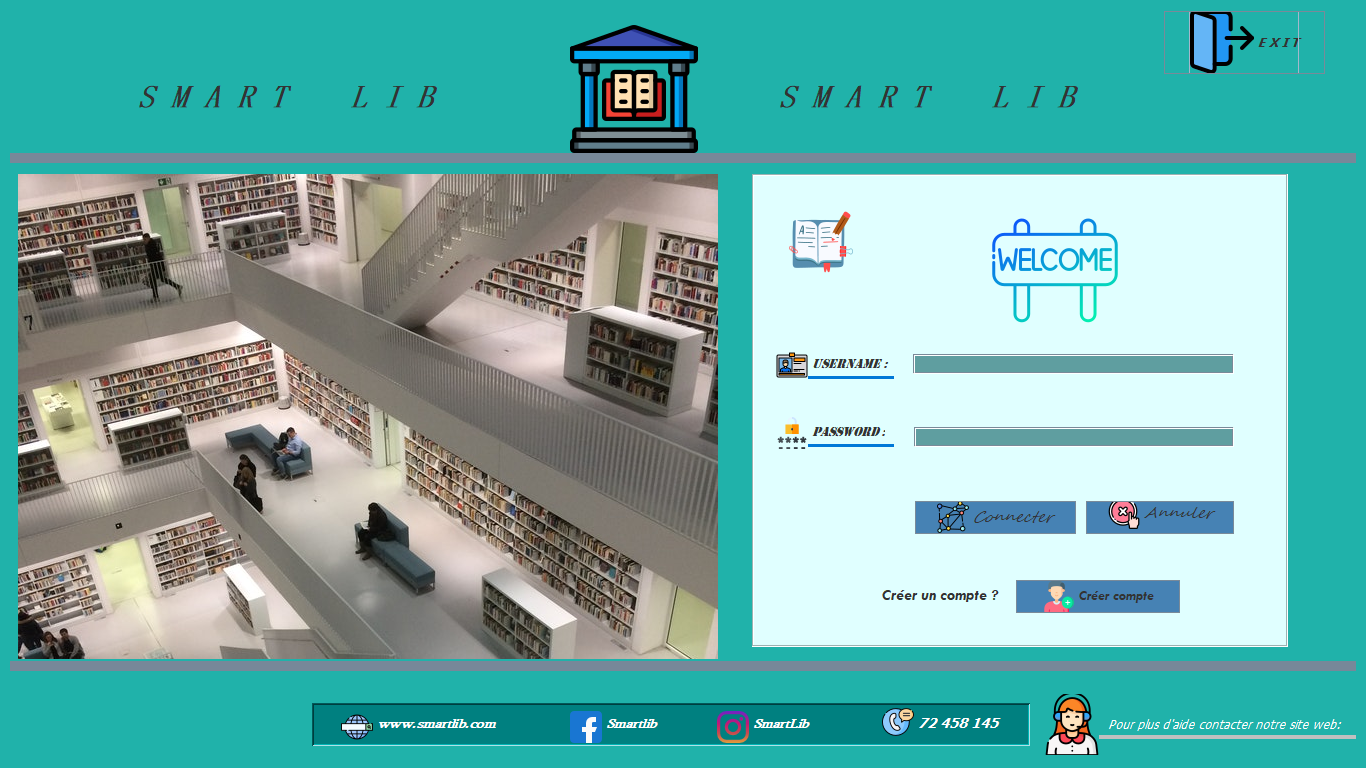 EXIT
SMART LIB
SMART LIB
WELCOME
USERNAME :
PASSWORD :
****
Connecter
Annuler
Créer un compte ?
Créer compte
www.smartlib.com
Smartlib
SmartLib
72 458 145
Pour plus d'aide contacter notre site web: